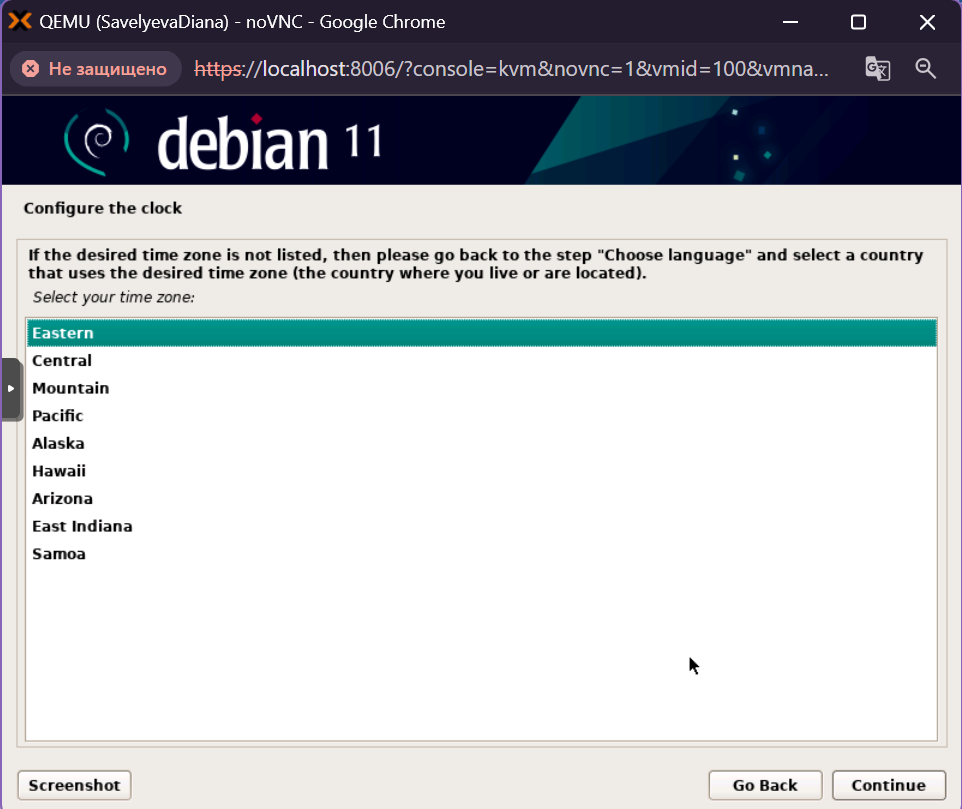 QEMU (SavelyevaDiana) - noVNC - Google Chrome
Не защищено https://localhost:8006/?console=kvm&novnc=1&vmid=100&vmna...
debian 11
Configure the clock
If the desired time zone is not listed, then please go back to the step "Choose language" and select a country
that uses the desired time zone (the country where you live or are located).
Select your time zone:
Eastern
Central
Mountain
Pacific
Alaska
Hawaii
Arizona
East Indiana
Samoa
Screenshot Go Back Continue